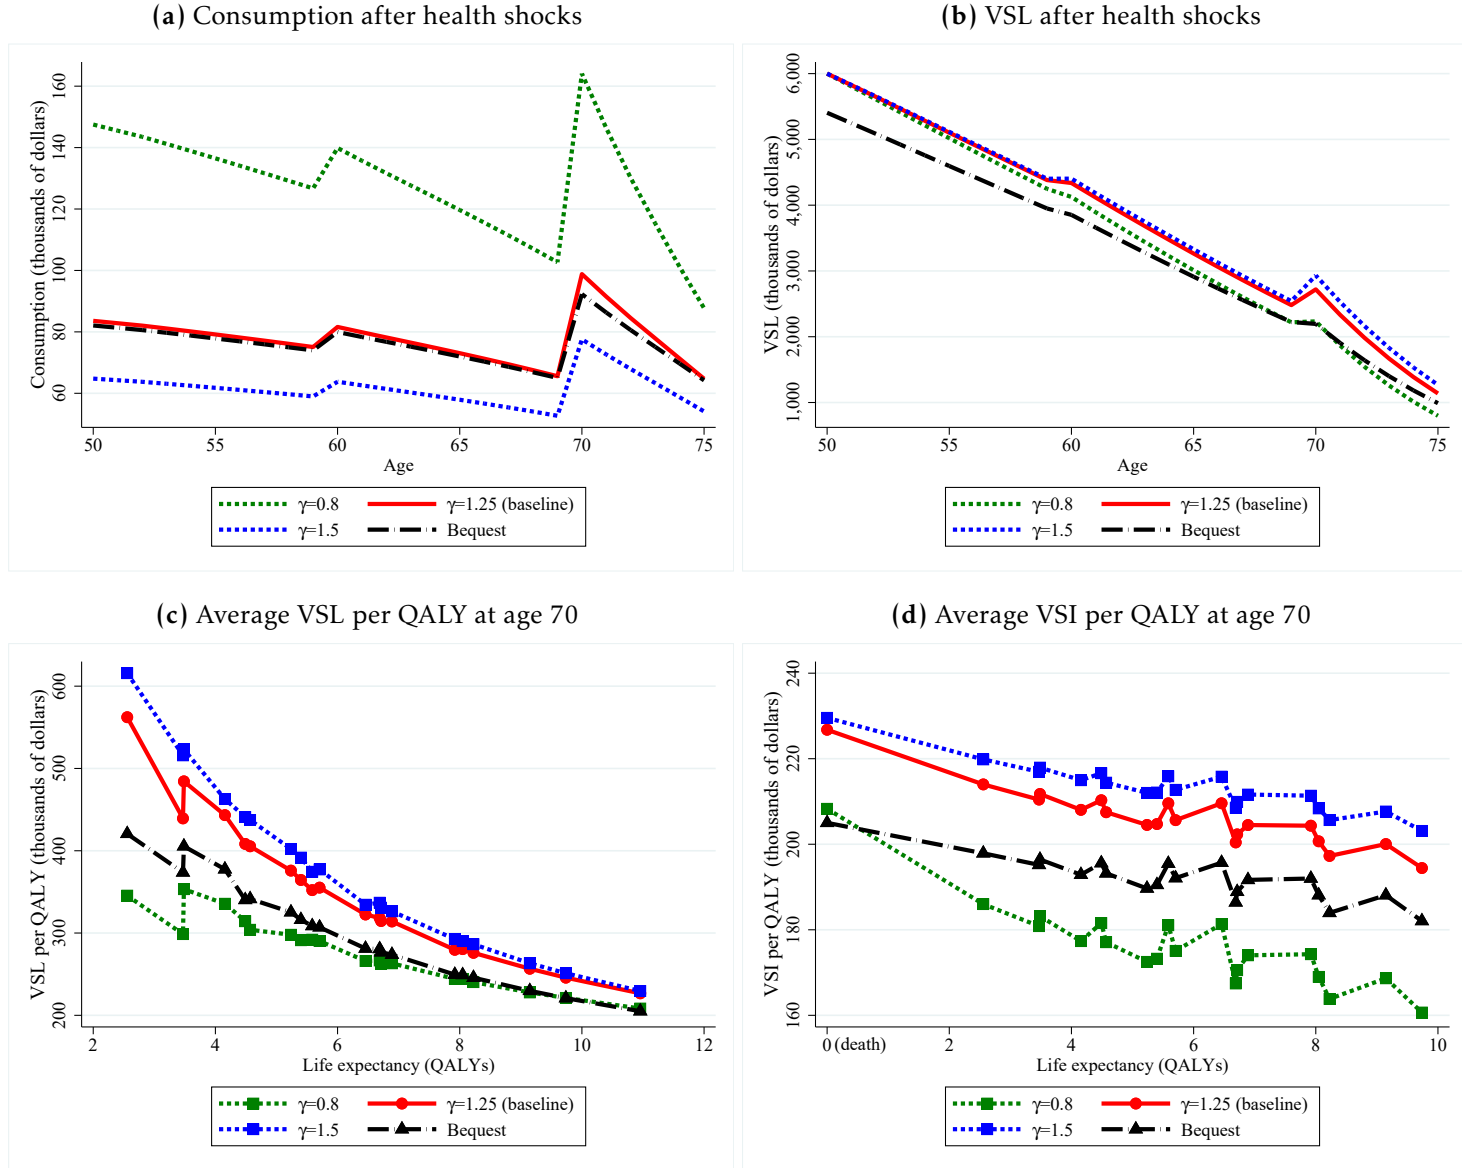 (a) Consumption after health shocks
Consumption (thousands of dollars)
160
140
120
100
80
60
50 55 60 65 70 75
Age
γ=0.8 γ=1.25 (baseline)
γ=1.5 Bequest
(b) VSL after health shocks
VSL (thousands of dollars)
6,000
5,000
4,000
3,000
2,000
1,000
50 55 60 65 70 75
Age
γ=0.8 γ=1.25 (baseline)
γ=1.5 Bequest
(c) Average VSL per QALY at age 70
VSL per QALY (thousands of dollars)
600
500
400
300
200
2 4 6 8 10 12
Life expectancy (QALYs)
γ=0.8 γ=1.25 (baseline)
γ=1.5 Bequest
(d) Average VSI per QALY at age 70
VSI per QALY (thousands of dollars)
240
220
200
180
160
0 (death) 2 4 6 8 10
Life expectancy (QALYs)
γ=0.8 γ=1.25 (baseline)
γ=1.5 Bequest